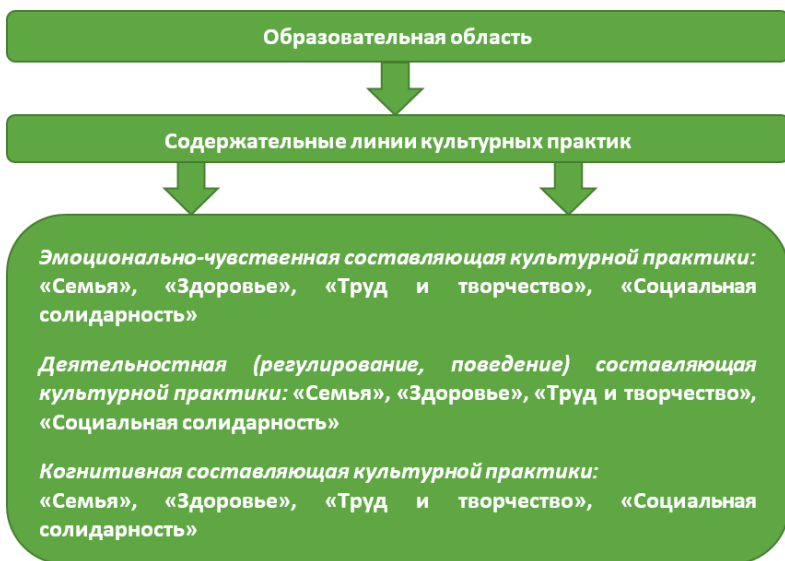 Образовательная область
Содержательные линии культурных практик
Эмоционально-чувственная составляющая культурной практики:
«Семья», «Здоровье», «Труд и творчество», «Социальная
солидарность»
Деятельностная (регулирование, поведение) составляющая
культурной практики: «Семья», «Здоровье», «Труд и творчество»,
«Социальная солидарность»
Когнитивная составляющая культурной практики:
«Семья», «Здоровье», «Труд и творчество», «Социальная
солидарность»